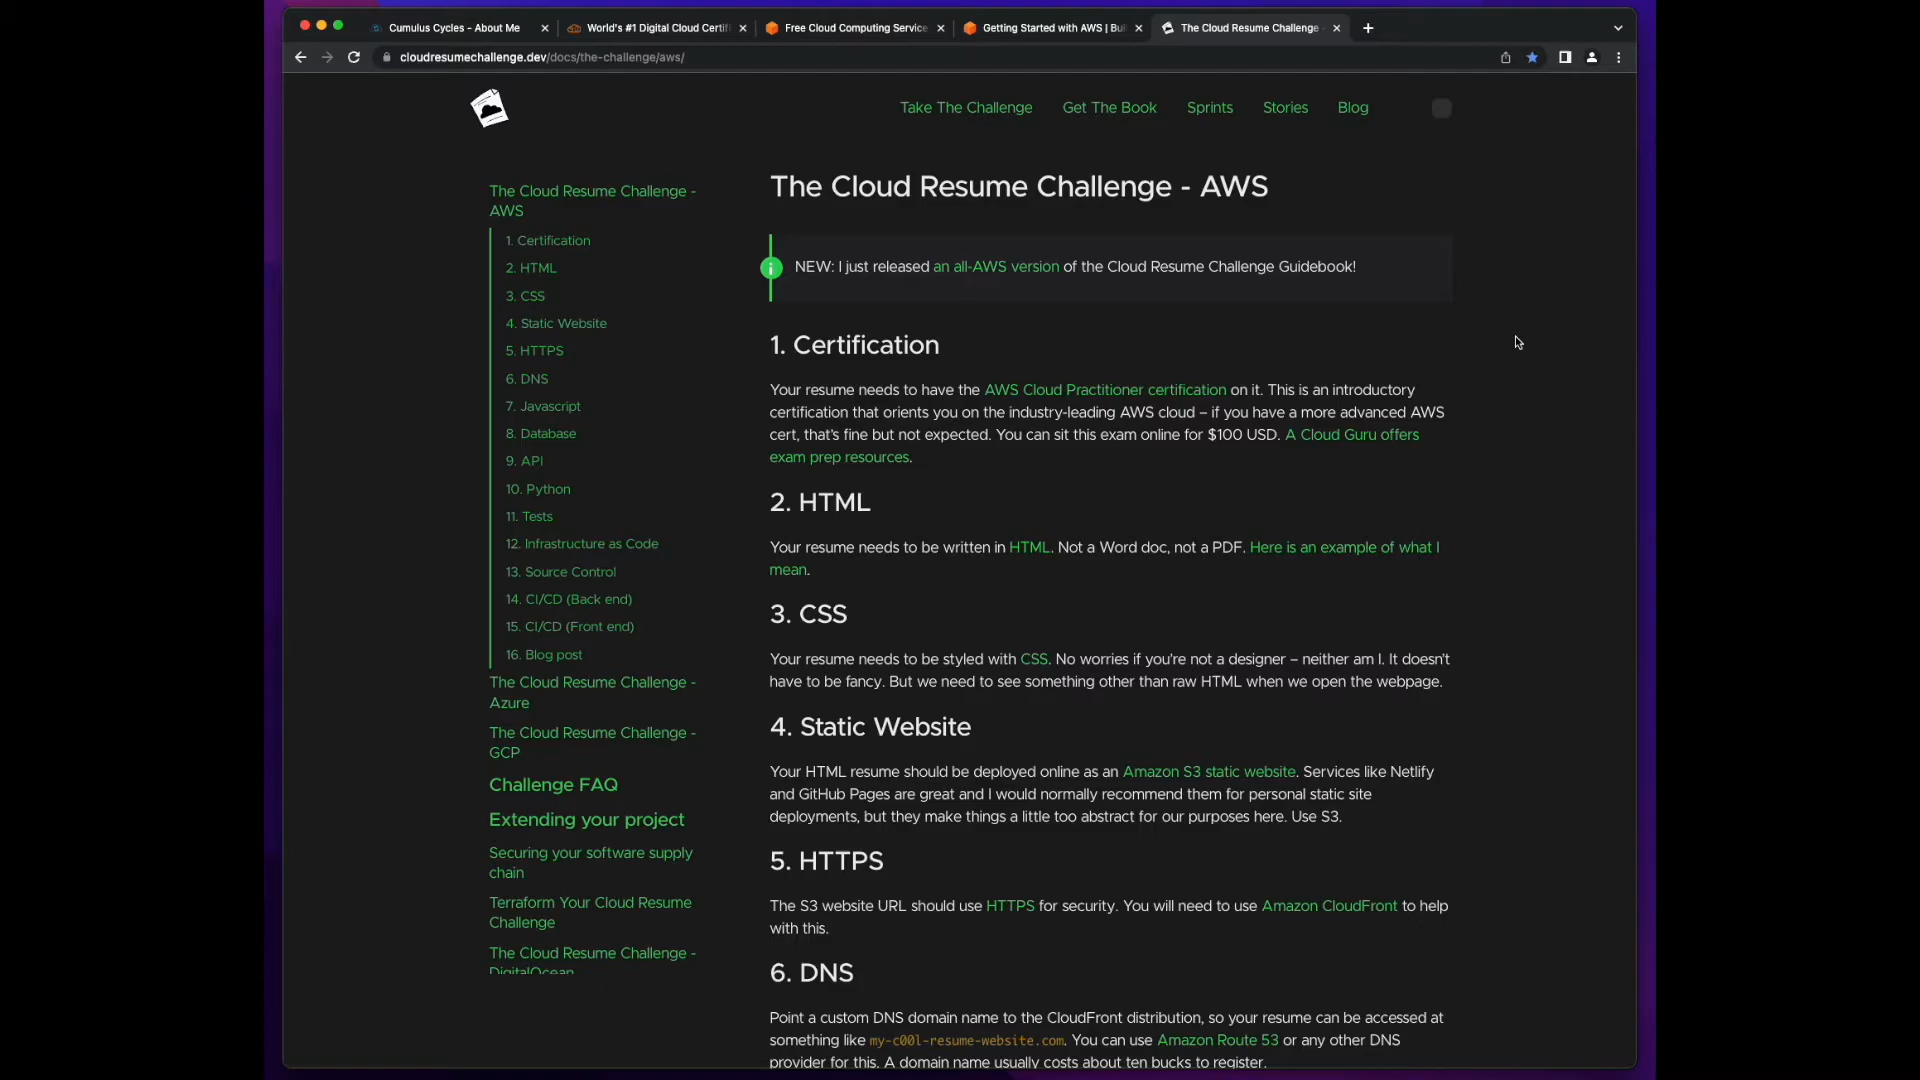 Cumulus Cycles - About Me
World's #1 Digital Cloud Certifi
Free Cloud Computing Service
Getting Started with AWS | Bui
The Cloud Resume Challenge -
cloudresumechallenge.dev/docs/the-challenge/aws/
Take The Challenge
Get The Book
Sprints
Stories
Blog
The Cloud Resume Challenge -
AWS
1. Certification
2. HTML
3. CSS
4. Static Website
5. HTTPS
6. DNS
7. Javascript
8. Database
9. API
10. Python
11. Tests
12. Infrastructure as Code
13. Source Control
14. CI/CD (Back end)
15. CI/CD (Front end)
16. Blog post
The Cloud Resume Challenge -
Azure
The Cloud Resume Challenge -
GCP
Challenge FAQ
Extending your project
Securing your software supply
chain
Terraform Your Cloud Resume
Challenge
The Cloud Resume Challenge -
DigitalOcean
The Cloud Resume Challenge - AWS
NEW: I just released an all-AWS version of the Cloud Resume Challenge Guidebook!
1. Certification
Your resume needs to have the AWS Cloud Practitioner certification on it. This is an introductory
certification that orients you on the industry-leading AWS cloud – if you have a more advanced AWS
cert, that's fine but not expected. You can sit this exam online for $100 USD. A Cloud Guru offers
exam prep resources.
2. HTML
Your resume needs to be written in HTML. Not a Word doc, not a PDF. Here is an example of what I
mean.
3. CSS
Your resume needs to be styled with CSS. No worries if you're not a designer – neither am I. It doesn't
have to be fancy. But we need to see something other than raw HTML when we open the webpage.
4. Static Website
Your HTML resume should be deployed online as an Amazon S3 static website. Services like Netlify
and GitHub Pages are great and I would normally recommend them for personal static site
deployments, but they make things a little too abstract for our purposes here. Use S3.
5. HTTPS
The S3 website URL should use HTTPS for security. You will need to use Amazon CloudFront to help
with this.
6. DNS
Point a custom DNS domain name to the CloudFront distribution, so your resume can be accessed at
something like my-c00l-resume-website.com. You can use Amazon Route 53 or any other DNS
provider for this. A domain name usually costs about ten bucks to register.